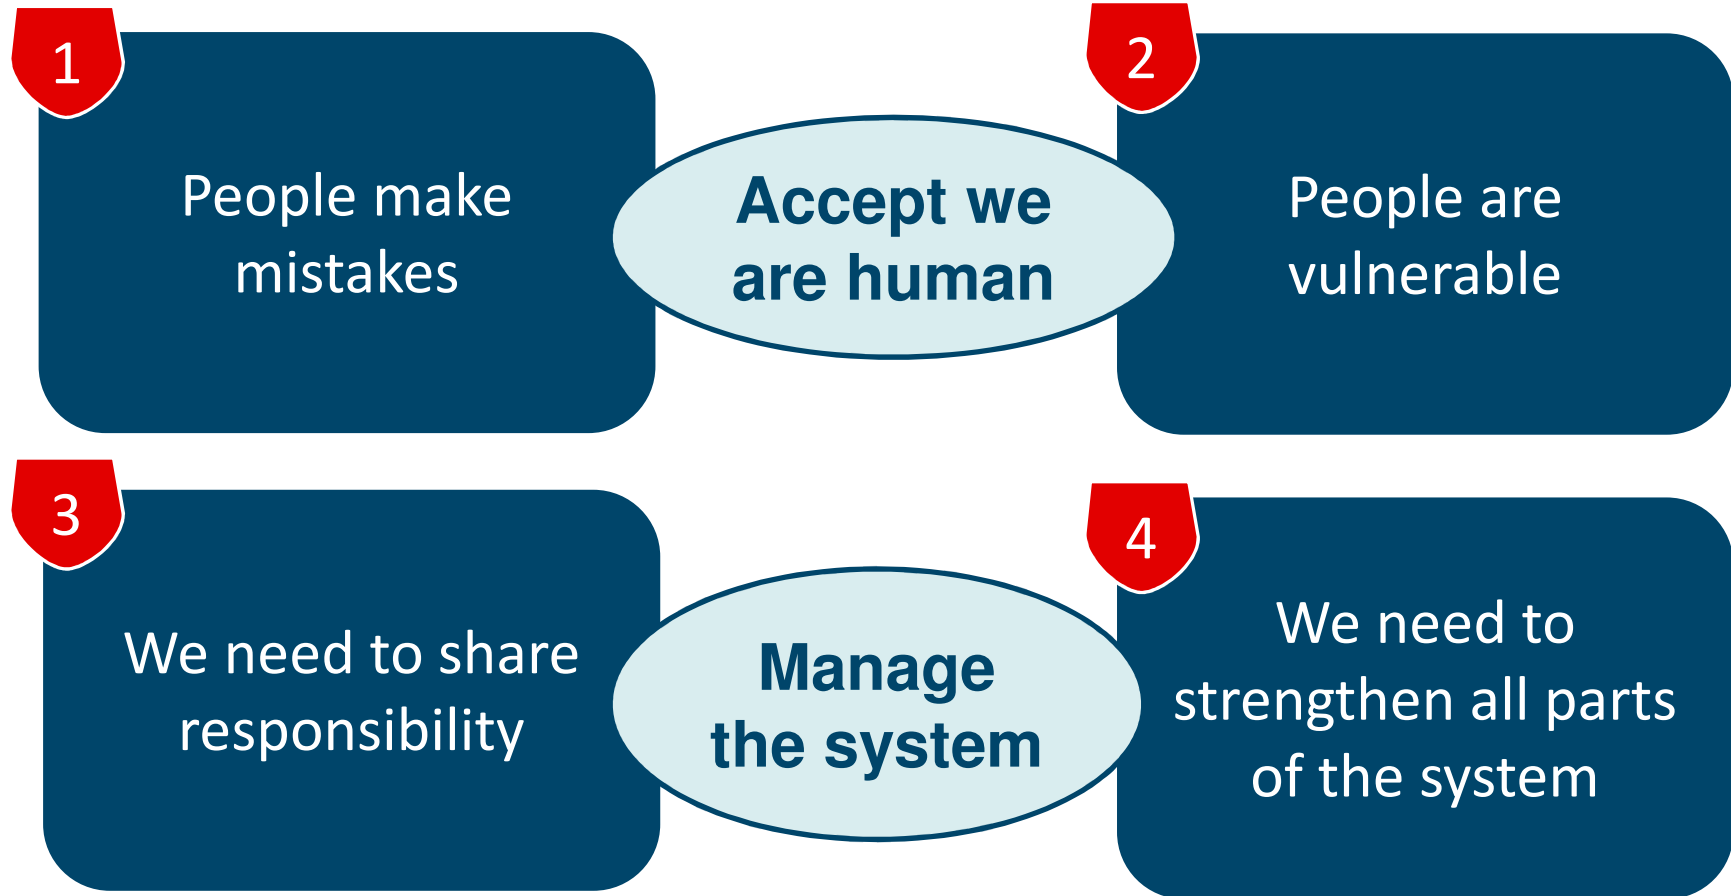 1
People make
mistakes
Accept we
are human
2
People are
vulnerable
3
We need to share
responsibility
Manage
the system
4
We need to
strengthen all parts
of the system